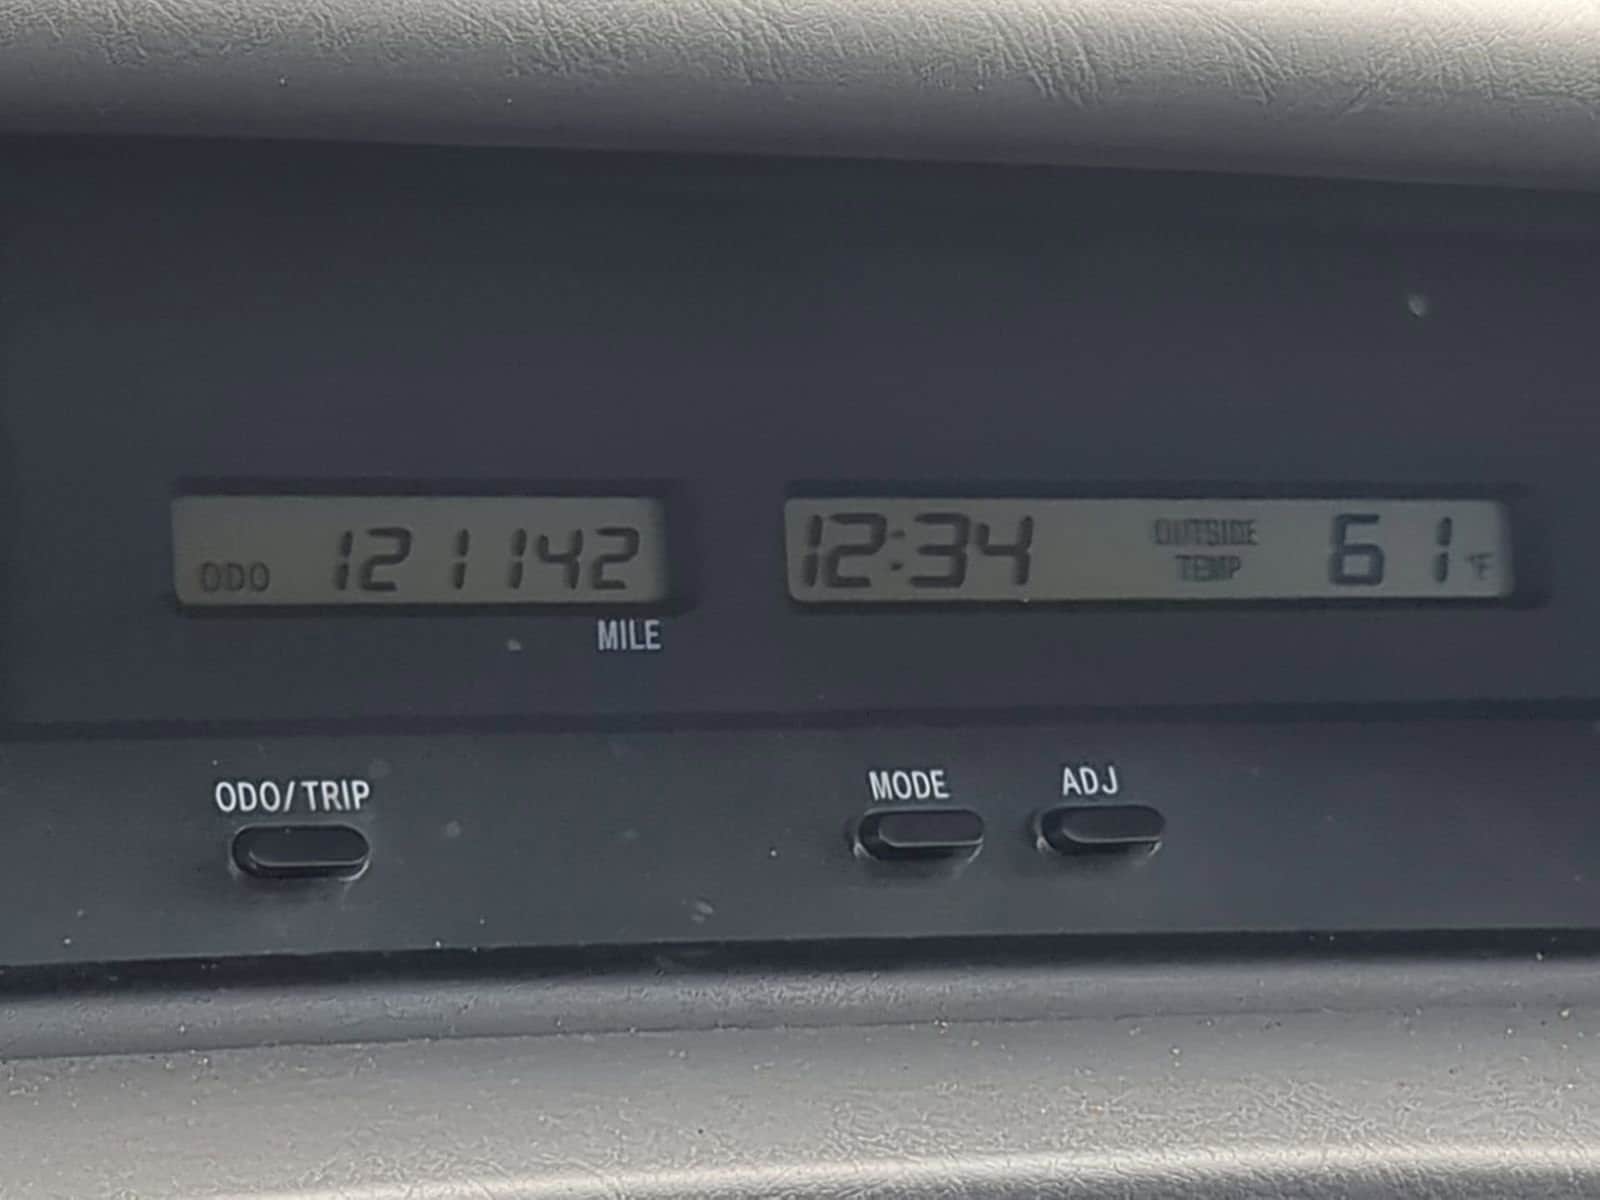 ODO 121142
12:34 OUTSIDE TEMP 61 °F
MILE
ODO/TRIP
MODE ADJ